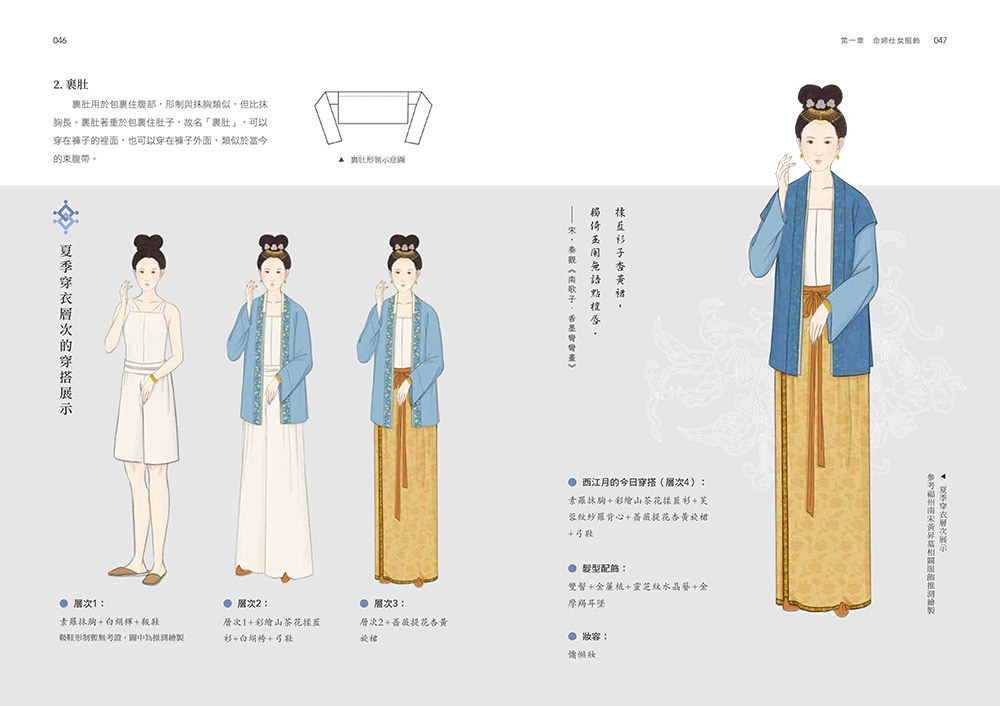 046
2. 裹肚
裹肚用於包裹住腹部，形制與抹胸類似，但比抹
胸長。裹肚著重於包裹住肚子，故名「裹肚」，可以
穿在褲子的裡面，也可以穿在褲子外面，類似於當今
的束腹帶。
▲ 裹肚形制示意圖
夏季穿衣層次的穿搭展示
層次1：
素羅抹胸+白絹褌+靸鞋
靸鞋形制暫無考證，圖中為推測繪製
層次2：
層次1+彩繪山茶花揉藍
衫+白絹袴+弓鞋
層次3：
層次2+薔薇提花杏黃
旋裙
第一章 命婦仕女服飾 047
揉藍衫子杏黃裙，
獨倚玉闌無語點檀唇。
——宋·秦觀《南歌子·香墨彎彎畫》
西江月的今日穿搭（層次4）：
素羅抹胸+彩繪山茶花揉藍衫+芙
蓉紋紗羅背心+薔薇提花杏黃旋裙
+弓鞋
髮型配飾：
雙髻+金簾梳+靈芝紋水晶簪+金
摩羯耳墜
妝容：
慵懶妝
▲ 夏季穿衣層次展示
參考福州南宋黃昇墓相關服飾推測繪製